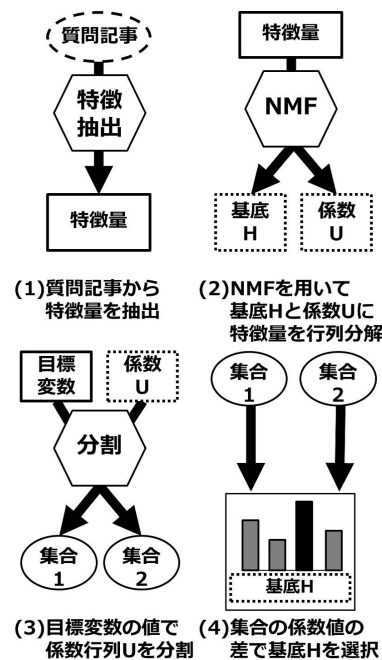 質問記事
特徴
抽出
特徴量
(1)質問記事から
特徴量を抽出
特徴量
NMF
基底
H
係数
U
(2)NMFを用いて
基底Hと係数Uに
特徴量を行列分解
目標
変数
係数
U
分割
集合
1
集合
2
(3)目標変数の値で
係数行列Uを分割
集合
1
集合
2
基底H
(4)集合の係数値の
差で基底Hを選択